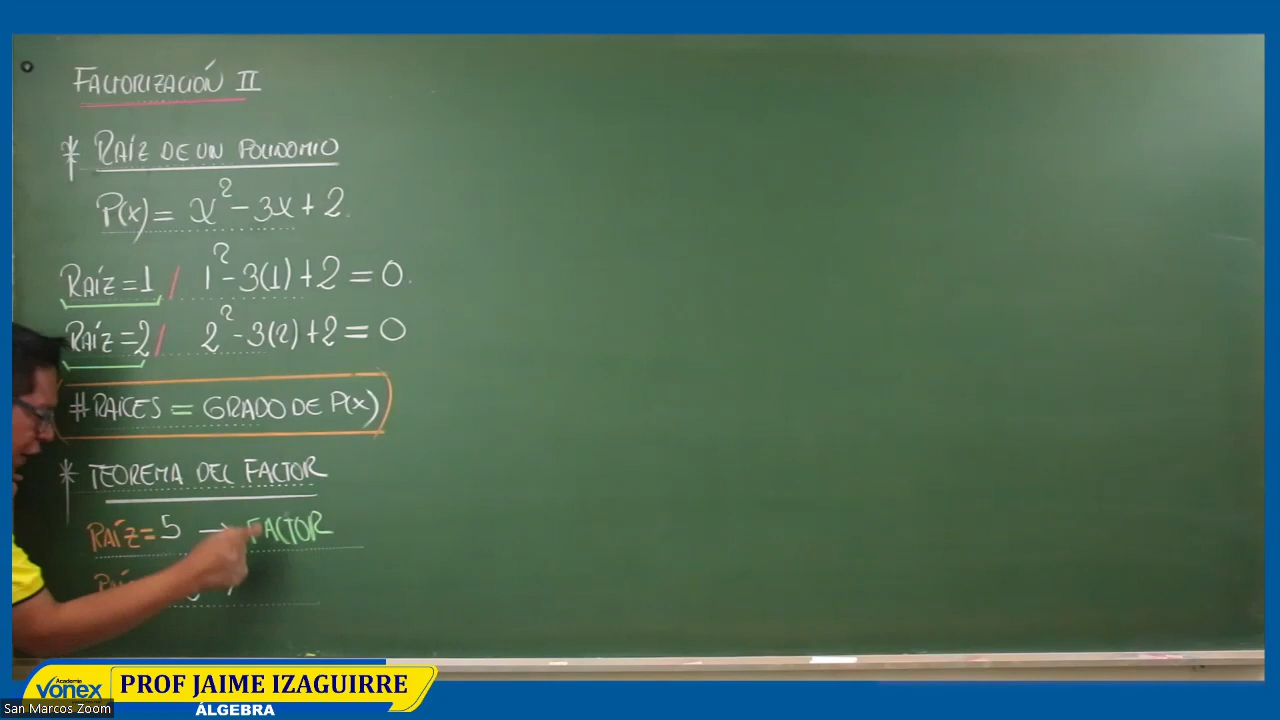 FACTORIZACIÓN II
* RAÍZ DE UN POLINOMIO
P(x) = x² - 3x + 2.
RAÍZ = 1 / 1² - 3(1) + 2 = 0.
RAÍZ = 2 / 2² - 3(2) + 2 = 0
# RAICES = GRADO DE P(x)
* TEOREMA DEL FACTOR
RAÍZ = 5 → FACTOR
Academia
vonex
PROF JAIME IZAGUIRRE
ÁLGEBRA
San Marcos Zoom